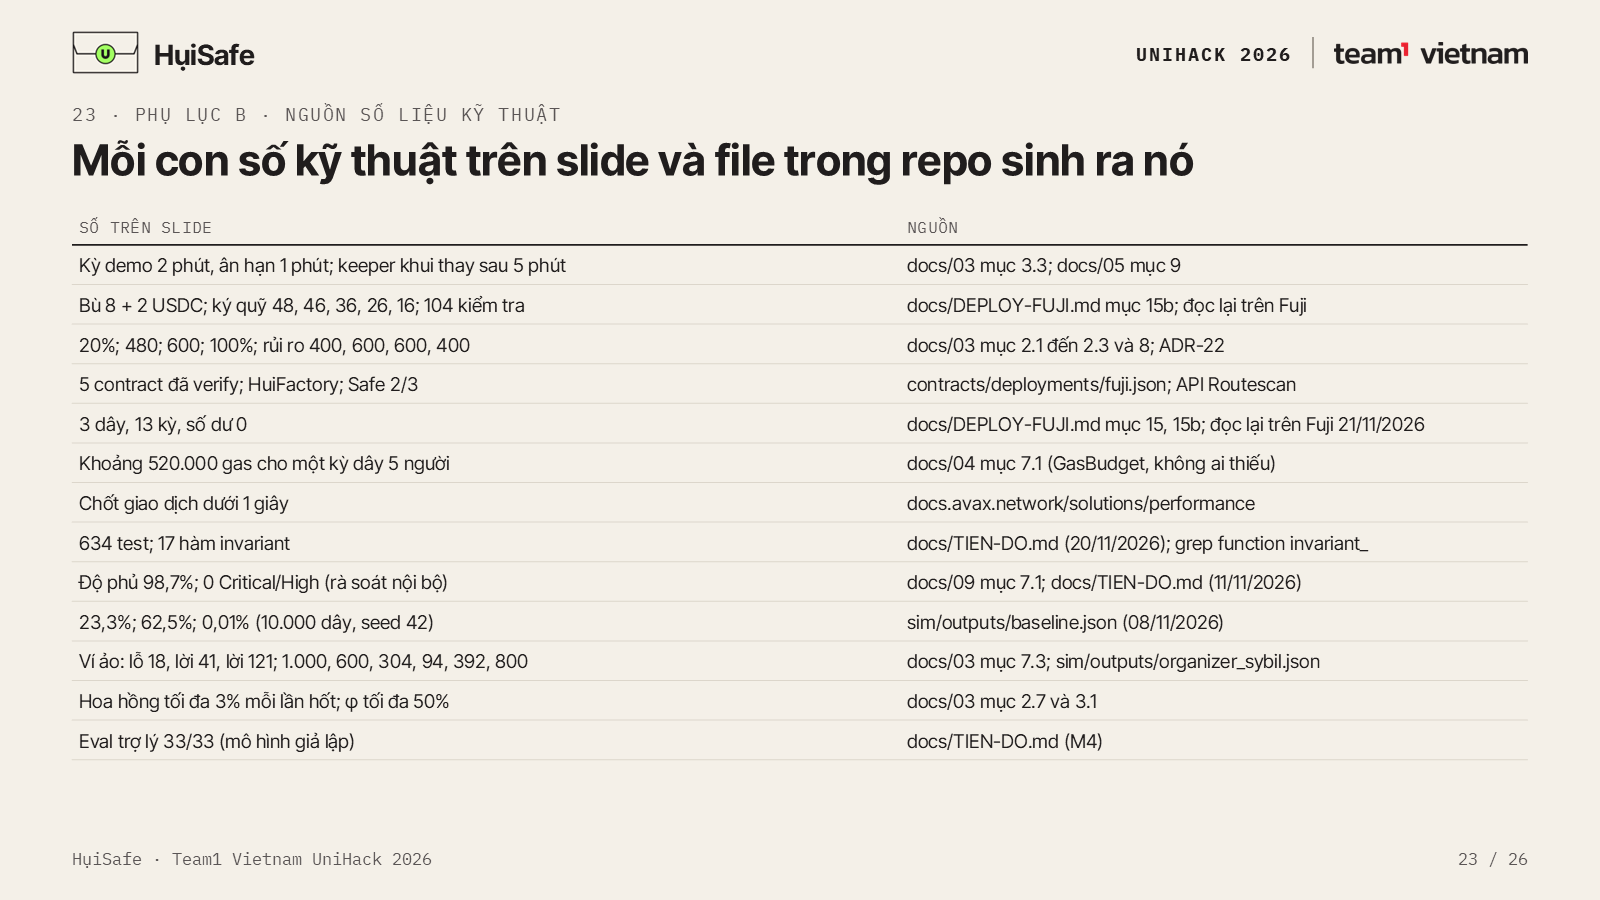 U HụiSafe
UNIHACK 2026
team1 vietnam
23 · PHỤ LỤC B · NGUỒN SỐ LIỆU KỸ THUẬT
Mỗi con số kỹ thuật trên slide và file trong repo sinh ra nó
SỐ TRÊN SLIDE NGUỒN
Kỳ demo 2 phút, ân hạn 1 phút; keeper khui thay sau 5 phút docs/03 mục 3.3; docs/05 mục 9
Bù 8 + 2 USDC; ký quỹ 48, 46, 36, 26, 16; 104 kiểm tra docs/DEPLOY-FUJI.md mục 15b; đọc lại trên Fuji
20%; 480; 600; 100%; rủi ro 400, 600, 600, 400 docs/03 mục 2.1 đến 2.3 và 8; ADR-22
5 contract đã verify; HuiFactory; Safe 2/3 contracts/deployments/fuji.json; API Routescan
3 dây, 13 kỳ, số dư 0 docs/DEPLOY-FUJI.md mục 15, 15b; đọc lại trên Fuji 21/11/2026
Khoảng 520.000 gas cho một kỳ dây 5 người docs/04 mục 7.1 (GasBudget, không ai thiếu)
Chốt giao dịch dưới 1 giây docs.avax.network/solutions/performance
634 test; 17 hàm invariant docs/TIEN-DO.md (20/11/2026); grep function invariant_
Độ phủ 98,7%; 0 Critical/High (rà soát nội bộ) docs/09 mục 7.1; docs/TIEN-DO.md (11/11/2026)
23,3%; 62,5%; 0,01% (10.000 dây, seed 42) sim/outputs/baseline.json (08/11/2026)
Ví ảo: lỗ 18, lời 41, lời 121; 1.000, 600, 304, 94, 392, 800 docs/03 mục 7.3; sim/outputs/organizer_sybil.json
Hoa hồng tối đa 3% mỗi lần hốt; φ tối đa 50% docs/03 mục 2.7 và 3.1
Eval trợ lý 33/33 (mô hình giả lập) docs/TIEN-DO.md (M4)
HụiSafe · Team1 Vietnam UniHack 2026
23 / 26